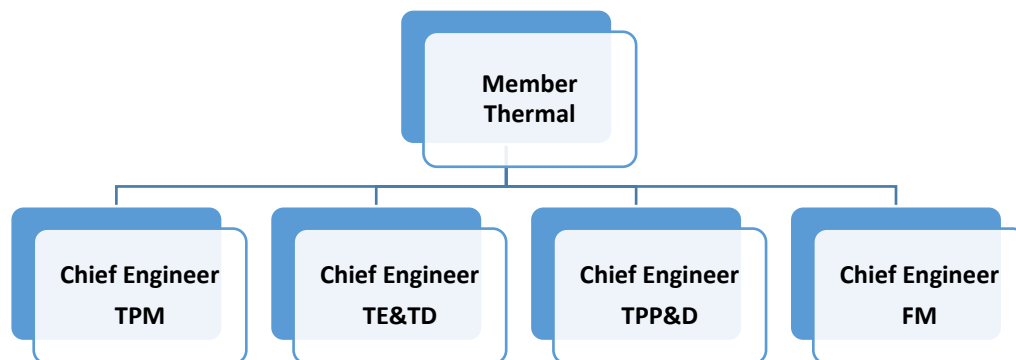 Member
Thermal
Chief Engineer
TPM
Chief Engineer
TE&TD
Chief Engineer
TPP&D
Chief Engineer
FM